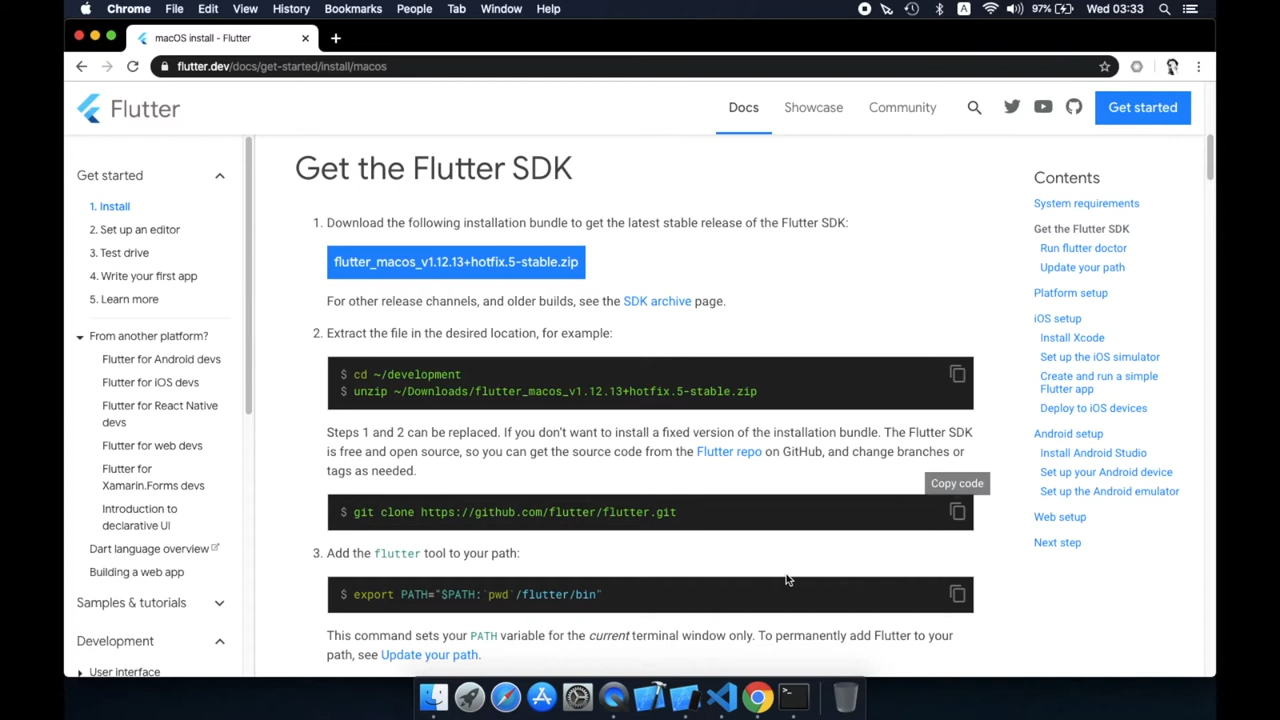 Chrome File Edit View History Bookmarks People Tab Window Help A 97% Wed 03:33
macOS install - Flutter
flutter.dev/docs/get-started/install/macos
Flutter Docs Showcase Community Get started
Get started
1. Install
2. Set up an editor
3. Test drive
4. Write your first app
5. Learn more
From another platform?
Flutter for Android devs
Flutter for iOS devs
Flutter for React Native
devs
Flutter for web devs
Flutter for
Xamarin.Forms devs
Introduction to
declarative UI
Dart language overview
Building a web app
Samples & tutorials
Development
User interface
Get the Flutter SDK
1. Download the following installation bundle to get the latest stable release of the Flutter SDK:
flutter_macos_v1.12.13+hotfix.5-stable.zip
For other release channels, and older builds, see the SDK archive page.
2. Extract the file in the desired location, for example:
$ cd ~/development
$ unzip ~/Downloads/flutter_macos_v1.12.13+hotfix.5-stable.zip
Steps 1 and 2 can be replaced. If you don't want to install a fixed version of the installation bundle. The Flutter SDK
is free and open source, so you can get the source code from the Flutter repo on GitHub, and change branches or
tags as needed.
Copy code
$ git clone https://github.com/flutter/flutter.git
3. Add the flutter tool to your path:
$ export PATH="$PATH:`pwd`/flutter/bin"
This command sets your PATH variable for the current terminal window only. To permanently add Flutter to your
path, see Update your path.
Contents
System requirements
Get the Flutter SDK
Run flutter doctor
Update your path
Platform setup
iOS setup
Install Xcode
Set up the iOS simulator
Create and run a simple
Flutter app
Deploy to iOS devices
Android setup
Install Android Studio
Set up your Android device
Set up the Android emulator
Web setup
Next step